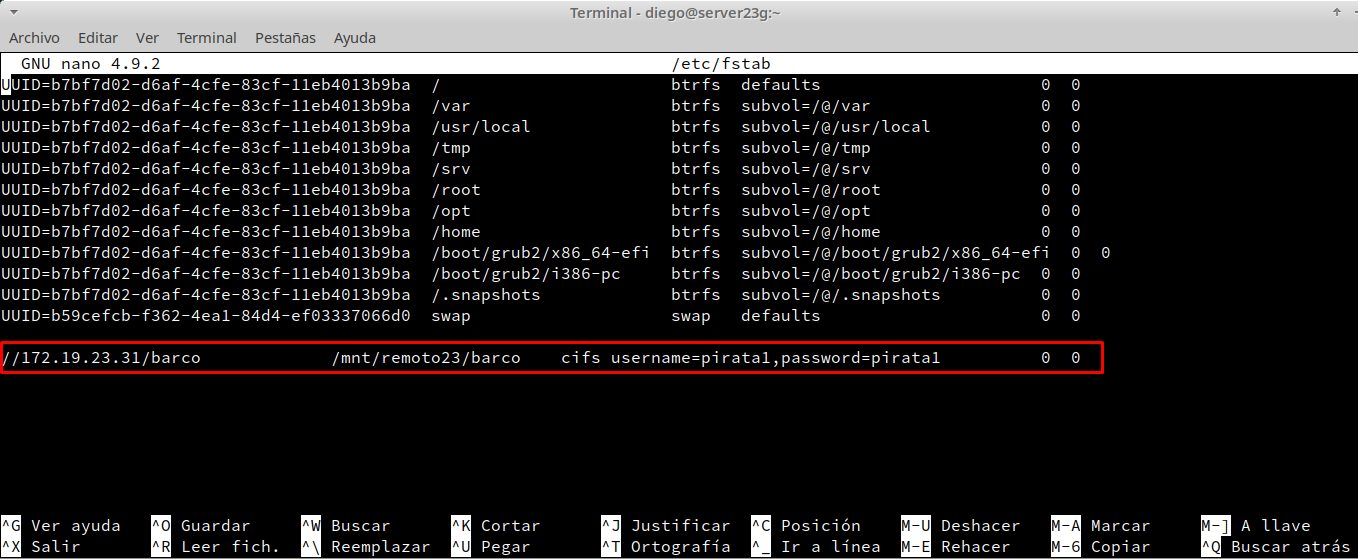 Terminal - diego@server23g:~
Archivo Editar Ver Terminal Pestañas Ayuda
GNU nano 4.9.2 /etc/fstab
UUID=b7bf7d02-d6af-4cfe-83cf-11eb4013b9ba / btrfs defaults 0 0
UUID=b7bf7d02-d6af-4cfe-83cf-11eb4013b9ba /var btrfs subvol=/@/var 0 0
UUID=b7bf7d02-d6af-4cfe-83cf-11eb4013b9ba /usr/local btrfs subvol=/@/usr/local 0 0
UUID=b7bf7d02-d6af-4cfe-83cf-11eb4013b9ba /tmp btrfs subvol=/@/tmp 0 0
UUID=b7bf7d02-d6af-4cfe-83cf-11eb4013b9ba /srv btrfs subvol=/@/srv 0 0
UUID=b7bf7d02-d6af-4cfe-83cf-11eb4013b9ba /root btrfs subvol=/@/root 0 0
UUID=b7bf7d02-d6af-4cfe-83cf-11eb4013b9ba /opt btrfs subvol=/@/opt 0 0
UUID=b7bf7d02-d6af-4cfe-83cf-11eb4013b9ba /home btrfs subvol=/@/home 0 0
UUID=b7bf7d02-d6af-4cfe-83cf-11eb4013b9ba /boot/grub2/x86_64-efi btrfs subvol=/@/boot/grub2/x86_64-efi 0 0
UUID=b7bf7d02-d6af-4cfe-83cf-11eb4013b9ba /boot/grub2/i386-pc btrfs subvol=/@/boot/grub2/i386-pc 0 0
UUID=b7bf7d02-d6af-4cfe-83cf-11eb4013b9ba /.snapshots btrfs subvol=/@/.snapshots 0 0
UUID=b59cefcb-f362-4ea1-84d4-ef03337066d0 swap swap defaults 0 0
//172.19.23.31/barco /mnt/remoto23/barco cifs username=pirata1,password=pirata1 0 0
^G Ver ayuda ^O Guardar ^W Buscar ^K Cortar ^J Justificar ^C Posición M-U Deshacer M-A Marcar M-] A llave
^X Salir ^R Leer fich. ^\ Reemplazar ^U Pegar ^T Ortografía ^_ Ir a línea M-E Rehacer M-6 Copiar ^Q Buscar atrás